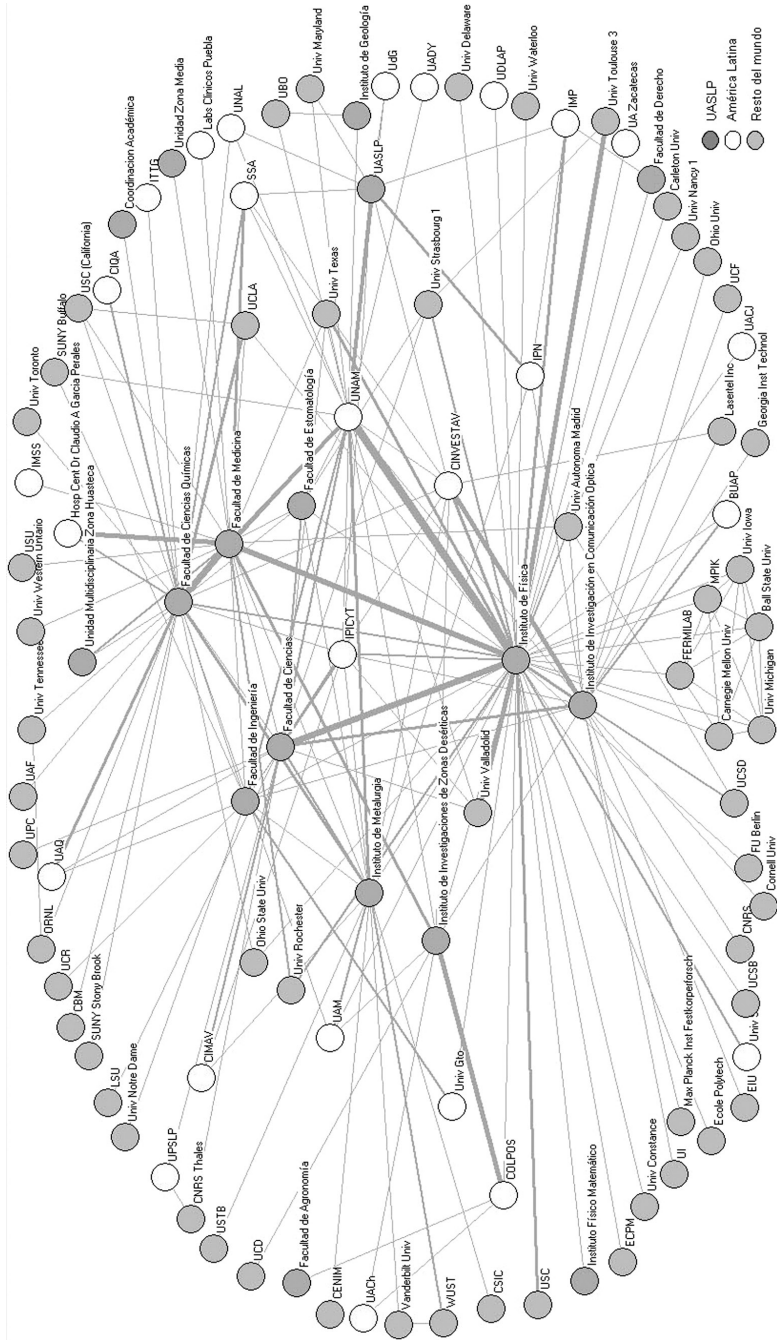 Coordinacion Académica
ITTG
Unidad Zona Media
Labs Clinicos Puebla
UNAL
UBO
Univ Maryland
Instituto de Geología
UdG
UADY
Univ Delaware
UDLAP
Univ Waterloo
IMP
Univ Toulouse 3
UA Zacatecas
Facultad de Derecho
Carleton Univ
Univ Nancy 1
Ohio Univ
UCF
UACJ
Georgia Inst Technol
Lasertel Inc
BUAP
Univ Iowa
MPIK
Ball State Univ
FERMILAB
Carnegie Mellon Univ
Univ Michigan
UCSD
FU Berlin
Cornell Univ
CNRS
UCSB
Univ S
EIU
Ecole Polytech
Max Planck Inst Festkorperforsch
UI
Univ Constance
ECPM
Instituto Físico Matemático
USC
CSIC
WUST
Vanderbilt Univ
UACh
CENIM
Facultad de Agronomía
UCD
USTB
CNRS Thales
UPSLP
Univ Notre Dame
LSU
SUNY Stony Brook
CBM
UCR
ORNL
UAQ
UPC
UAF
Univ Tennessee
Unidad Multidisciplinaria Zona Huasteca
Univ Western Untario
USU
Hosp Cent Dr Claudio A Garcia Perales
IMSS
Univ Toronto
SUNY Buffalo
USC (California)
CIQA
SSA
UASLP
UCLA
Univ Texas
Univ Strasbourg 1
IPN
UNAM
Facultad de Estomatología
CINVESTAV
Univ Autonoma Madrid
Facultad de Medicina
Facultad de Ciencias Químicas
IPICYT
Instituto de Física
Instituto de Investigación en Comunicación Optica
Facultad de Ciencias
Facultad de Ingeniería
Univ Valladolid
Instituto de Metalurgia
Instituto de Investigaciones de Zonas Deséríticas
Ohio State Univ
Univ Rochester
UAM
CIMAV
Univ Gto
COLPOS
UASLP
América Latina
Resto del mundo